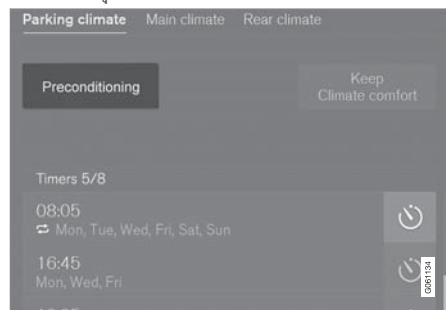 Parking climate Main climate Rear climate
Preconditioning
Keep
Climate comfort
Timers 5/8
08:05
Mon, Tue, Wed, Fri, Sat, Sun
16:45
Mon, Wed, Fri
G061134